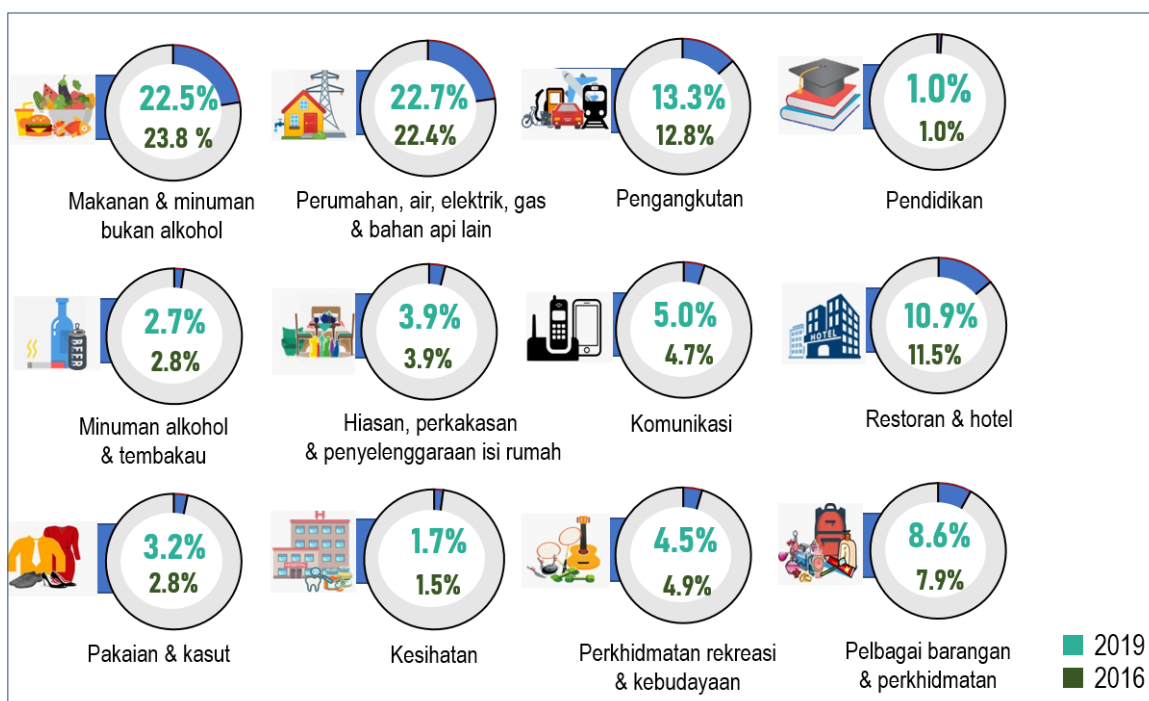 22.5%
23.8 %
Makanan & minuman
bukan alkohol
22.7%
22.4%
Perumahan, air, elektrik, gas
& bahan api lain
13.3%
12.8%
Pengangkutan
1.0%
1.0%
Pendidikan
BEER
2.7%
2.8%
Minuman alkohol
& tembakau
3.9%
3.9%
Hiasan, perkakasan
& penyelenggaraan isi rumah
5.0%
4.7%
Komunikasi
HOTEL
10.9%
11.5%
Restoran & hotel
3.2%
2.8%
Pakaian & kasut
H
1.7%
1.5%
Kesihatan
4.5%
4.9%
Perkhidmatan rekreasi
& kebudayaan
8.6%
7.9%
Pelbagai barangan
& perkhidmatan
2019
2016